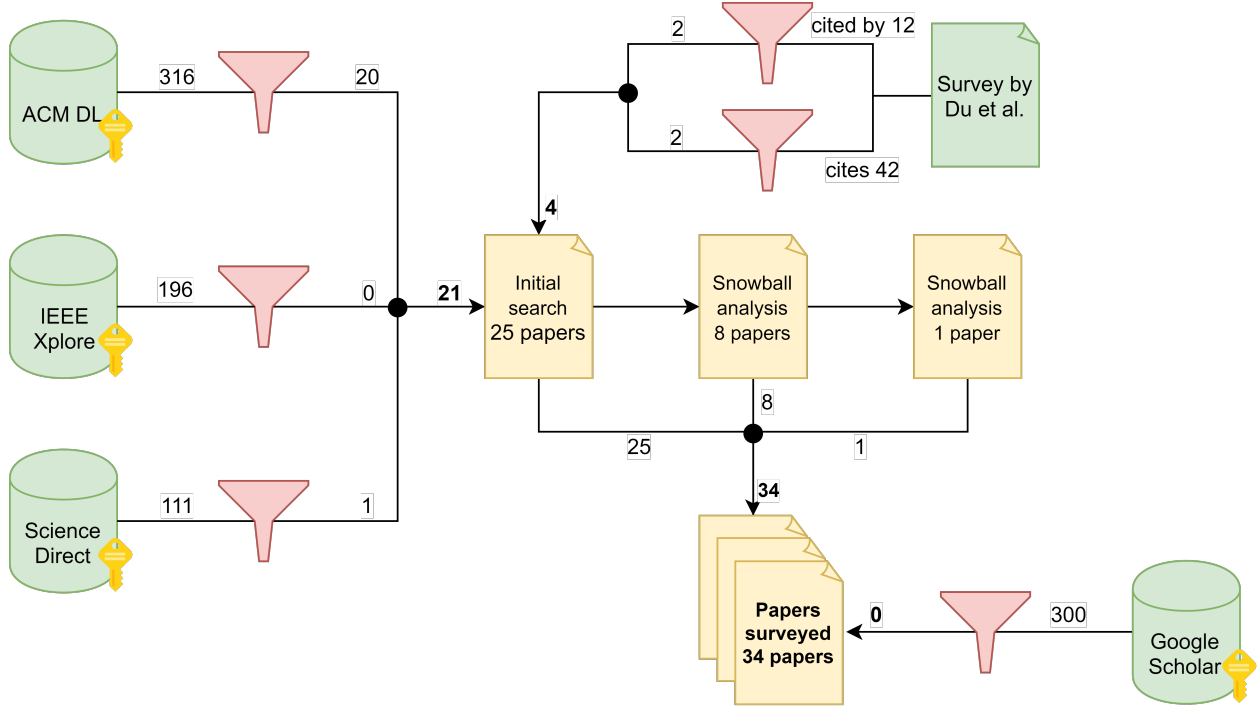 2
cited by 12
316
20
ACM DL
Survey by
Du et al.
2
cites 42
4
196
0
21
IEEE
Xplore
Initial
search
25 papers
Snowball
analysis
8 papers
Snowball
analysis
1 paper
8
25
1
111
1
34
Science
Direct
Papers
surveyed
34 papers
0
300
Google
Scholar